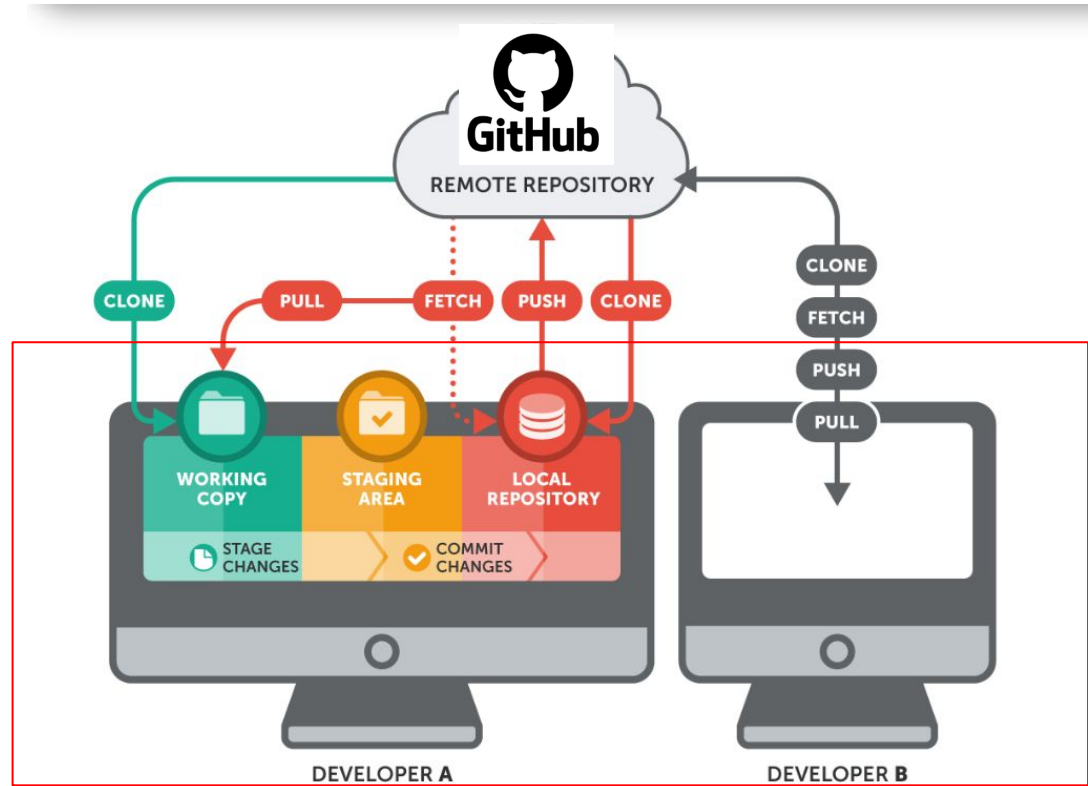 GitHub
REMOTE REPOSITORY
CLONE
PULL
FETCH
PUSH
CLONE
CLONE
FETCH
PUSH
PULL
WORKING
COPY
STAGING
AREA
LOCAL
REPOSITORY
STAGE
CHANGES
COMMIT
CHANGES
DEVELOPER A
DEVELOPER B